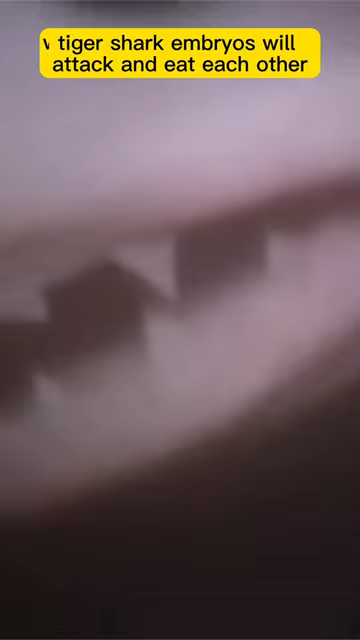 tiger shark embryos will
attack and eat each other